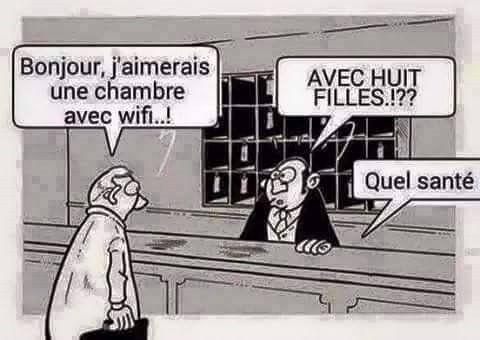 Bonjour, j'aimerais
une chambre
avec wifi..!
AVEC HUIT
FILLES.!??
Quel santé